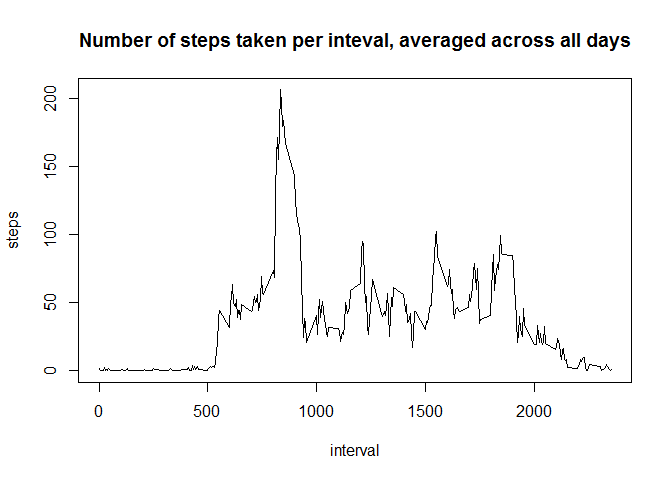 Number of steps taken per inteval, averaged across all days
steps
200
150
100
50
0
0 500 1000 1500 2000
interval